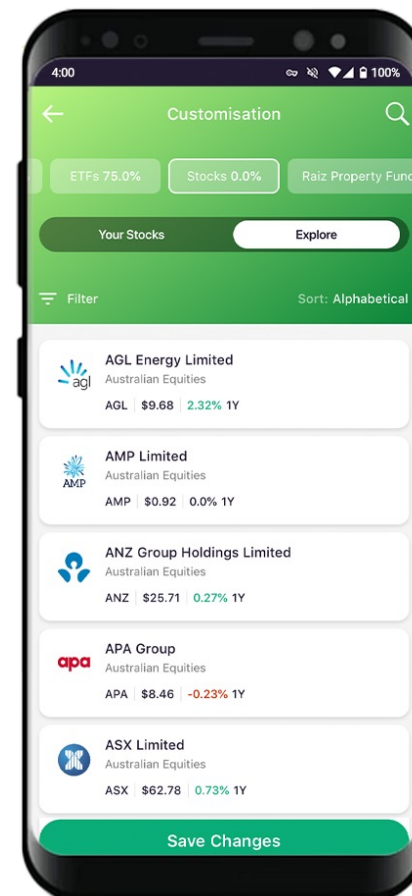 4:00
100%
Customisation
ETFs 75.0%
Stocks 0.0%
Raiz Property Fund
Your Stocks
Explore
Filter
Sort: Alphabetical
agl
AGL Energy Limited
Australian Equities
AGL $9.68 2.32% 1Y
AMP
AMP Limited
Australian Equities
AMP $0.92 0.0% 1Y
ANZ Group Holdings Limited
Australian Equities
ANZ $25.71 0.27% 1Y
apa
APA Group
Australian Equities
APA $8.46 -0.23% 1Y
ASX Limited
Australian Equities
ASX $62.78 0.73% 1Y
Save Changes